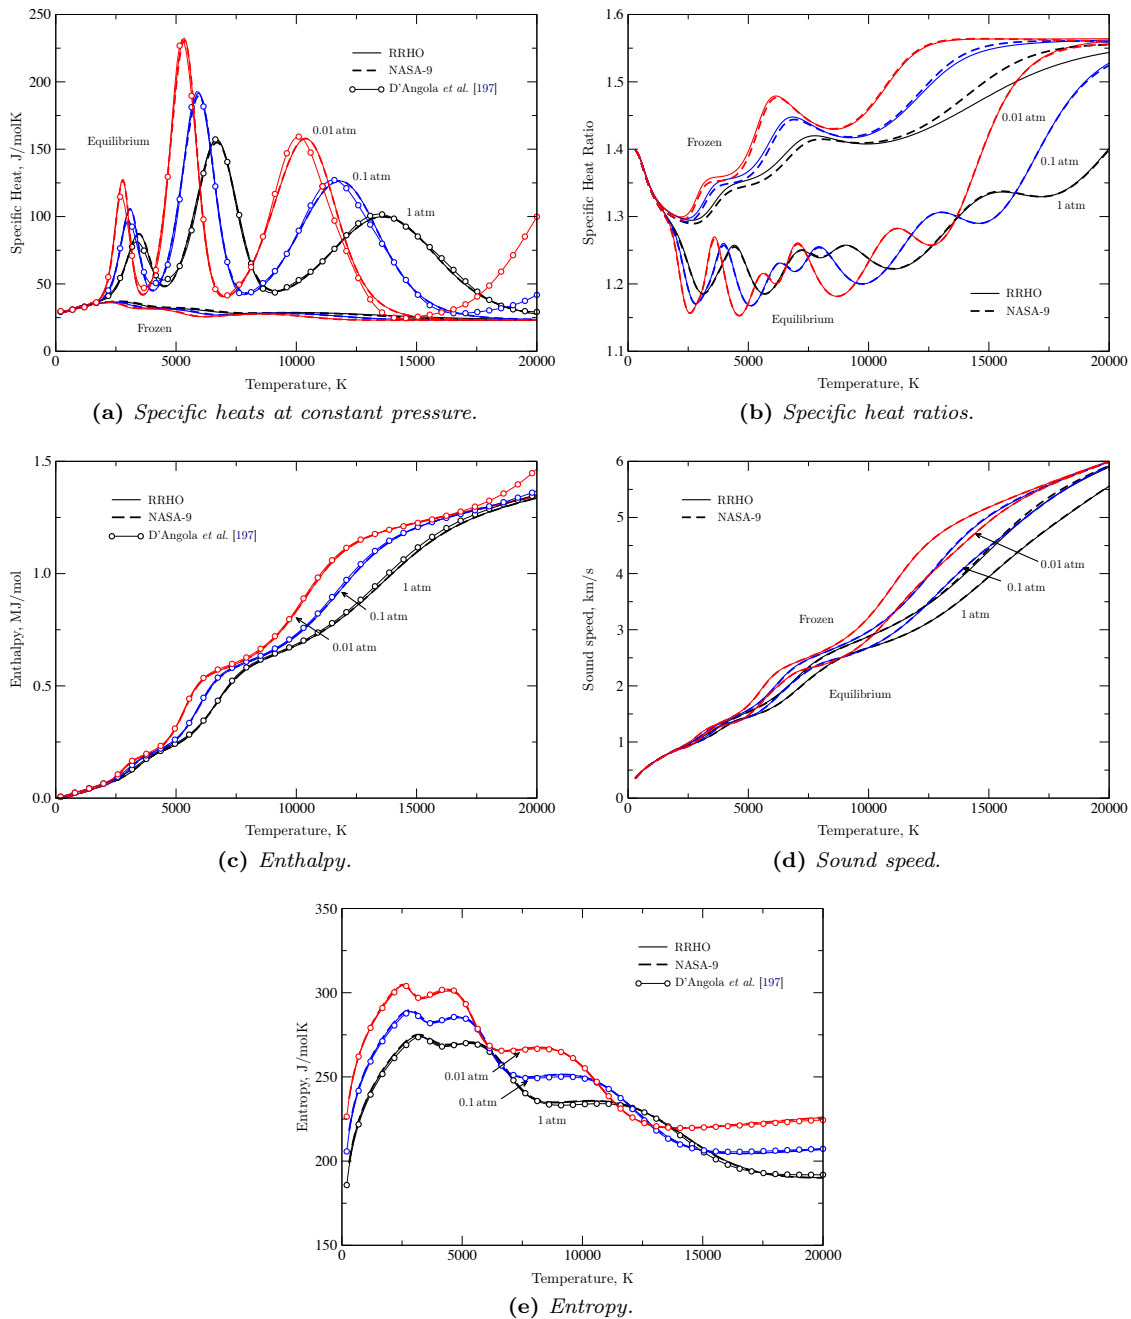 250
200
150
100
50
0
Specific Heat, J/molK
RRHO
NASA-9
D'Angola et al. [197]
Equilibrium
0.01 atm
0.1 atm
1 atm
Frozen
0 5000 10000 15000 20000
Temperature, K
(a) Specific heats at constant pressure.
1.6
1.5
1.4
1.3
1.2
1.1
Specific Heat Ratio
Frozen
0.01 atm
0.1 atm
1 atm
RRHO
NASA-9
Equilibrium
0 5000 10000 15000 20000
Temperature, K
(b) Specific heat ratios.
1.5
1.0
0.5
0.0
Enthalpy, MJ/mol
RRHO
NASA-9
D'Angola et al. [197]
1 atm
0.1 atm
0.01 atm
0 5000 10000 15000 20000
Temperature, K
(c) Enthalpy.
6
5
4
3
2
1
0
Sound speed, km/s
RRHO
NASA-9
0.01 atm
0.1 atm
1 atm
Frozen
Equilibrium
0 5000 10000 15000 20000
Temperature, K
(d) Sound speed.
350
300
250
200
150
Entropy, J/molK
RRHO
NASA-9
D'Angola et al. [197]
0.01 atm
0.1 atm
1 atm
0 5000 10000 15000 20000
Temperature, K
(e) Entropy.